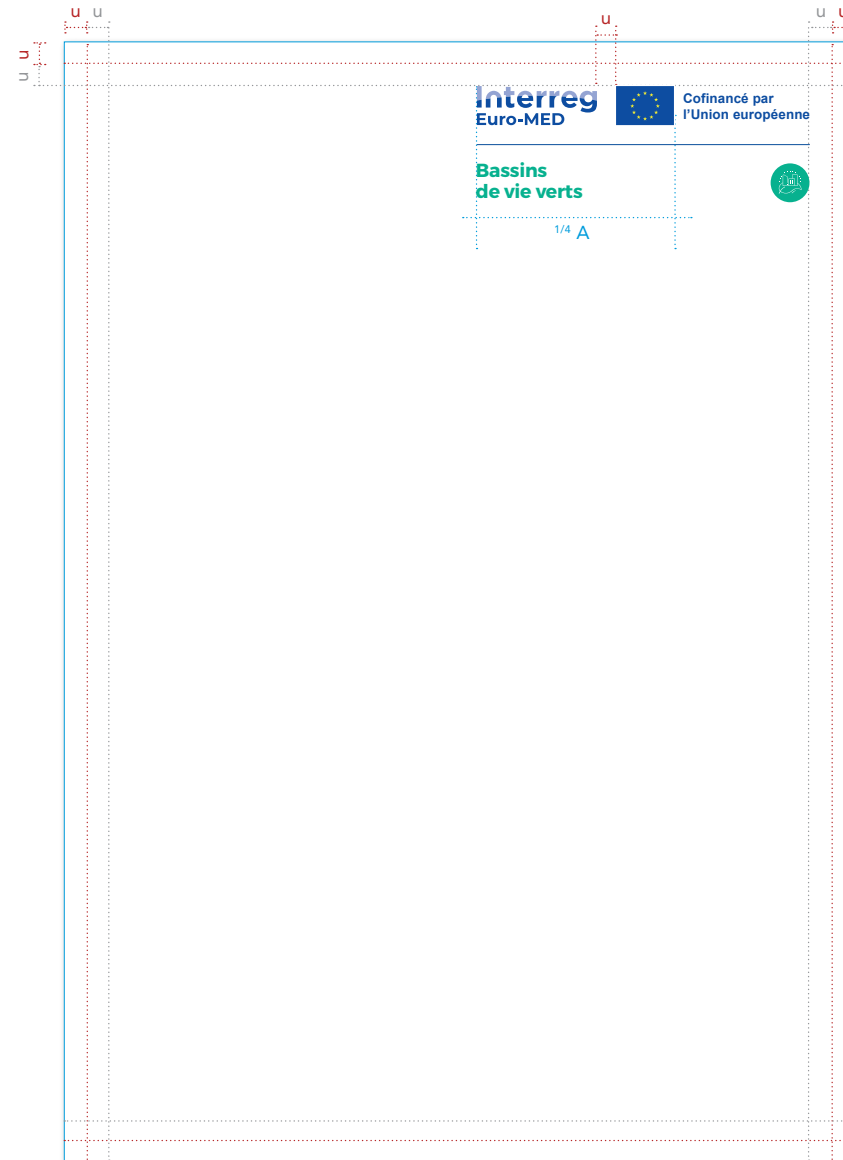 u u u u u
u
u
Interreg
Euro-MED
Cofinancé par
l'Union européenne
Bassins
de vie verts
1/4 A